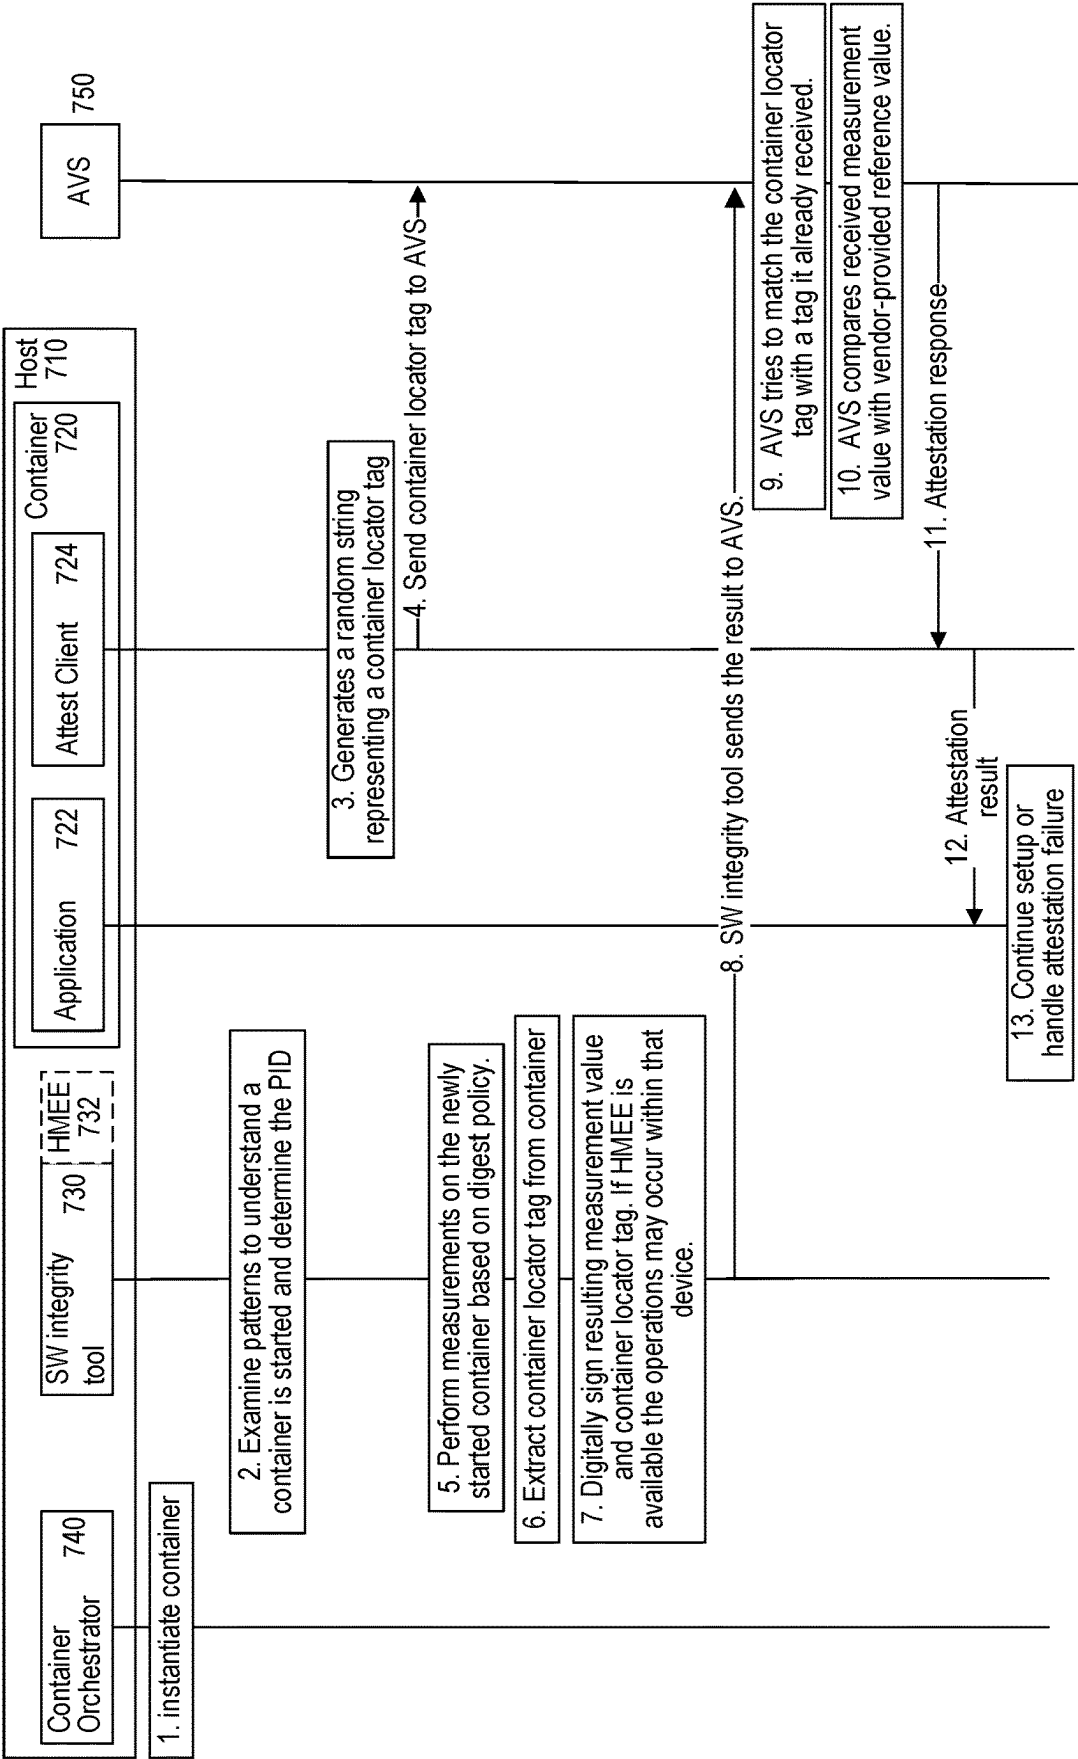 Host
710
Container
720
Container
Orchestrator
740
SW integrity
tool
730
HMEE
732
Application
722
Attest Client
724
AVS
750
1. instantiate container
2. Examine patterns to understand a
container is started and determine the PID
3. Generates a random string
representing a container locator tag
4. Send container locator tag to AVS
5. Perform measurements on the newly
started container based on digest policy.
6. Extract container locator tag from container
7. Digitally sign resulting measurement value
and container locator tag. If HMEE is
available the operations may occur within that
device.
8. SW integrity tool sends the result to AVS.
9. AVS tries to match the container locator
tag with a tag it already received.
10. AVS compares received measurement
value with vendor-provided reference value.
11. Attestation response
12. Attestation
result
13. Continue setup or
handle attestation failure